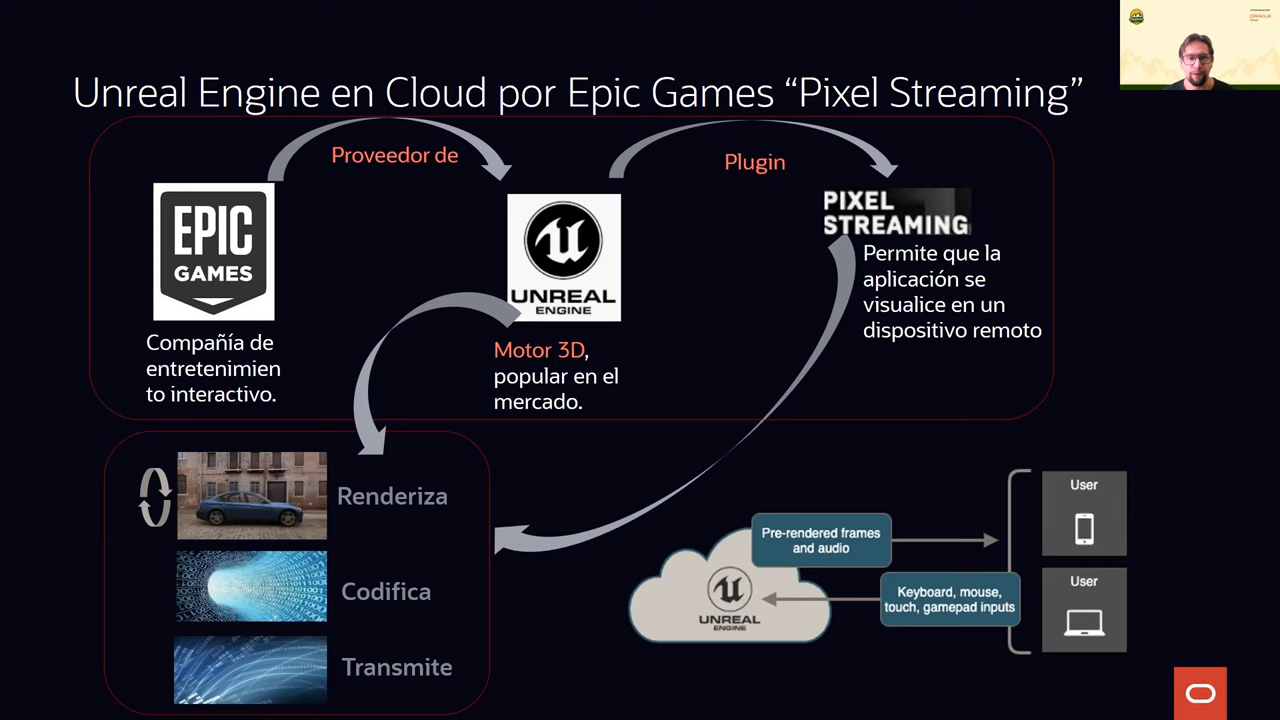 Unreal Engine en Cloud por Epic Games “Pixel Streaming”
Proveedor de
Plugin
EPIC
GAMES
UNREAL
ENGINE
PIXEL
STREAMING
Compañía de
entretenimien
to interactivo.
Motor 3D,
popular en el
mercado.
Permite que la
aplicación se
visualice en un
dispositivo remoto
Renderiza
Codifica
Transmite
Pre-rendered frames
and audio
Keyboard, mouse,
touch, gamepad inputs
UNREAL
ENGINE
User
User
ORACLE